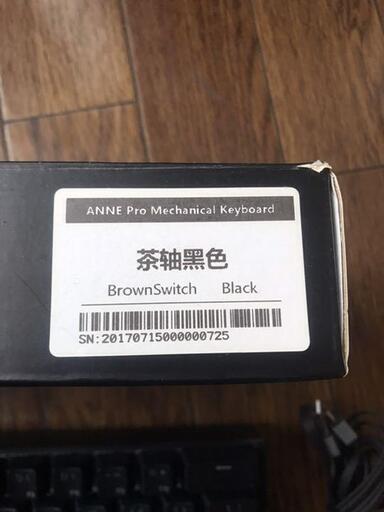 ANNE Pro Mechanical Keyboard
茶轴黑色
BrownSwitch Black
SN:20170715000000725